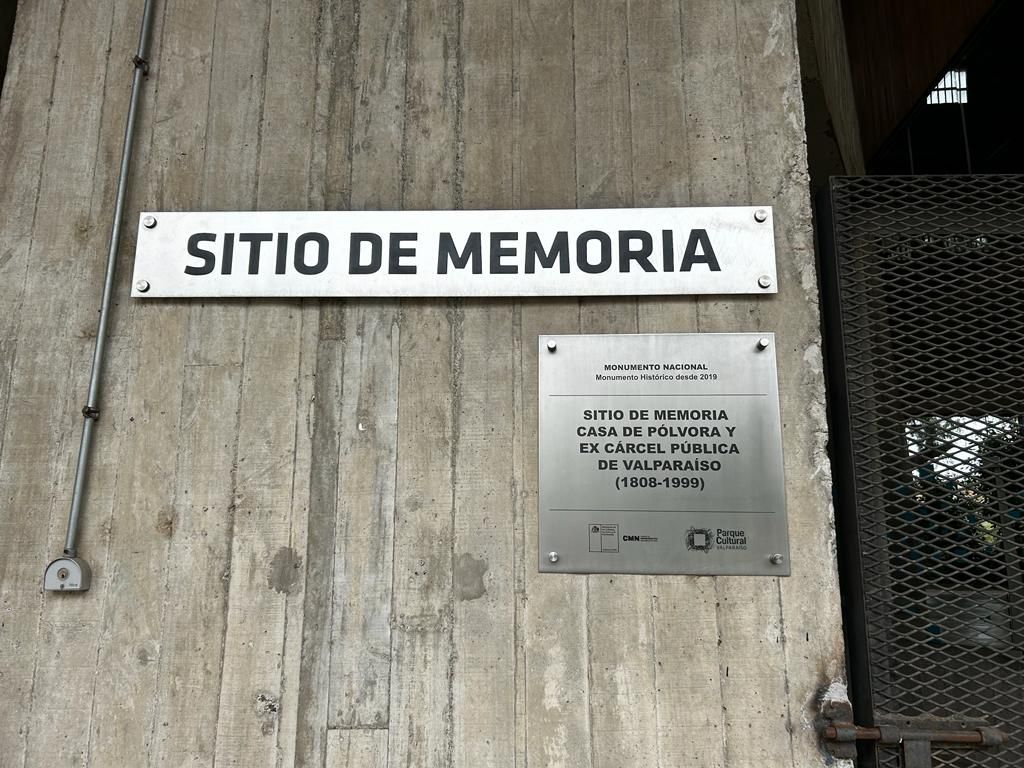 SITIO DE MEMORIA
MONUMENTO NACIONAL
Monumento Histórico desde 2019
SITIO DE MEMORIA
CASA DE PÓLVORA Y
EX CÁRCEL PÚBLICA
DE VALPARAÍSO
(1808-1999)
CMN
Parque
Cultural
VALPARAÍSO